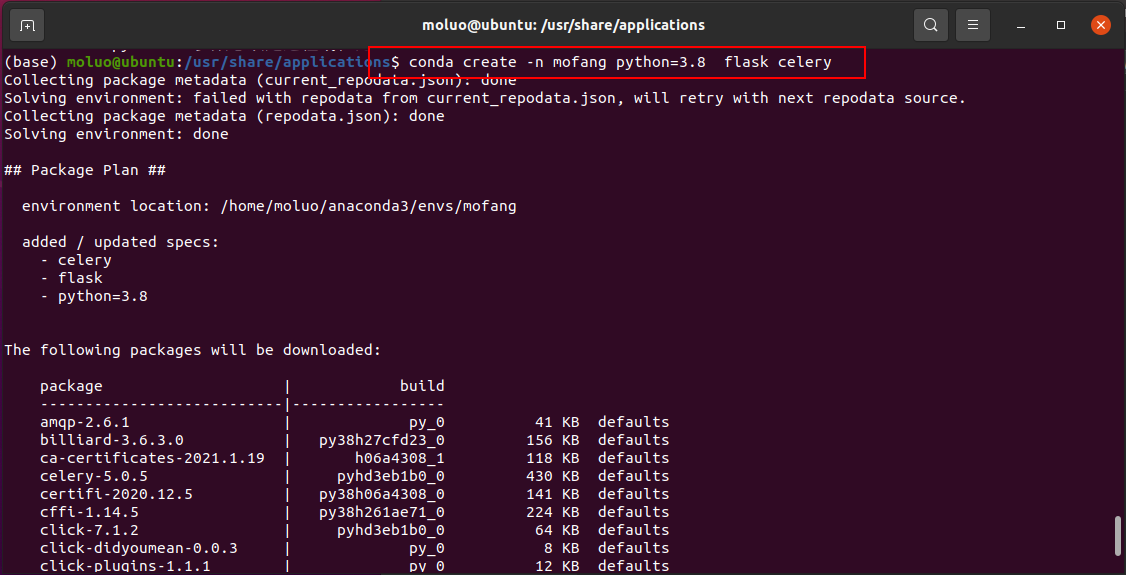 moluo@ubuntu: /usr/share/applications
(base) moluo@ubuntu:/usr/share/applications$ conda create -n mofang python=3.8  flask celery
Collecting package metadata (current_repodata.json): done
Solving environment: failed with repodata from current_repodata.json, will retry with next repodata source.
Collecting package metadata (repodata.json): done
Solving environment: done
## Package Plan ##
environment location: /home/moluo/anaconda3/envs/mofang
added / updated specs:
- celery
- flask
- python=3.8
The following packages will be downloaded:
package | build
---------------------------|-----------------
amqp-2.6.1 | py_0 41 KB defaults
billiard-3.6.3.0 | py38h27cfd23_0 156 KB defaults
ca-certificates-2021.1.19 | h06a4308_1 118 KB defaults
celery-5.0.5 | pyhd3eb1b0_0 430 KB defaults
certifi-2020.12.5 | py38h06a4308_0 141 KB defaults
cffi-1.14.5 | py38h261ae71_0 224 KB defaults
click-7.1.2 | pyhd3eb1b0_0 64 KB defaults
click-didyoumean-0.0.3 | py_0 8 KB defaults
click-plugins-1.1.1 | py_0 12 KB defaults